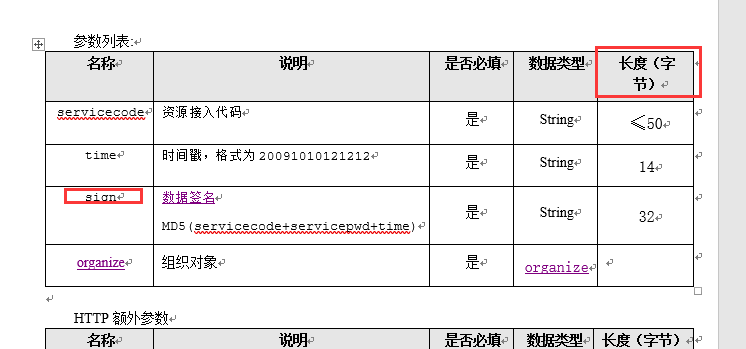 参数列表:
名称 说明 是否必填 数据类型 长度（字
节）
servicecode 资源接入代码 是 String ≤50
time 时间戳，格式为 20091010121212 是 String 14
sign 数据签名 是 String 32
MD5(servicecode+servicepwd+time)
organize 组织对象 是 organize
HTTP 额外参数
名称 说明 是否必填 数据类型 长度（字节）